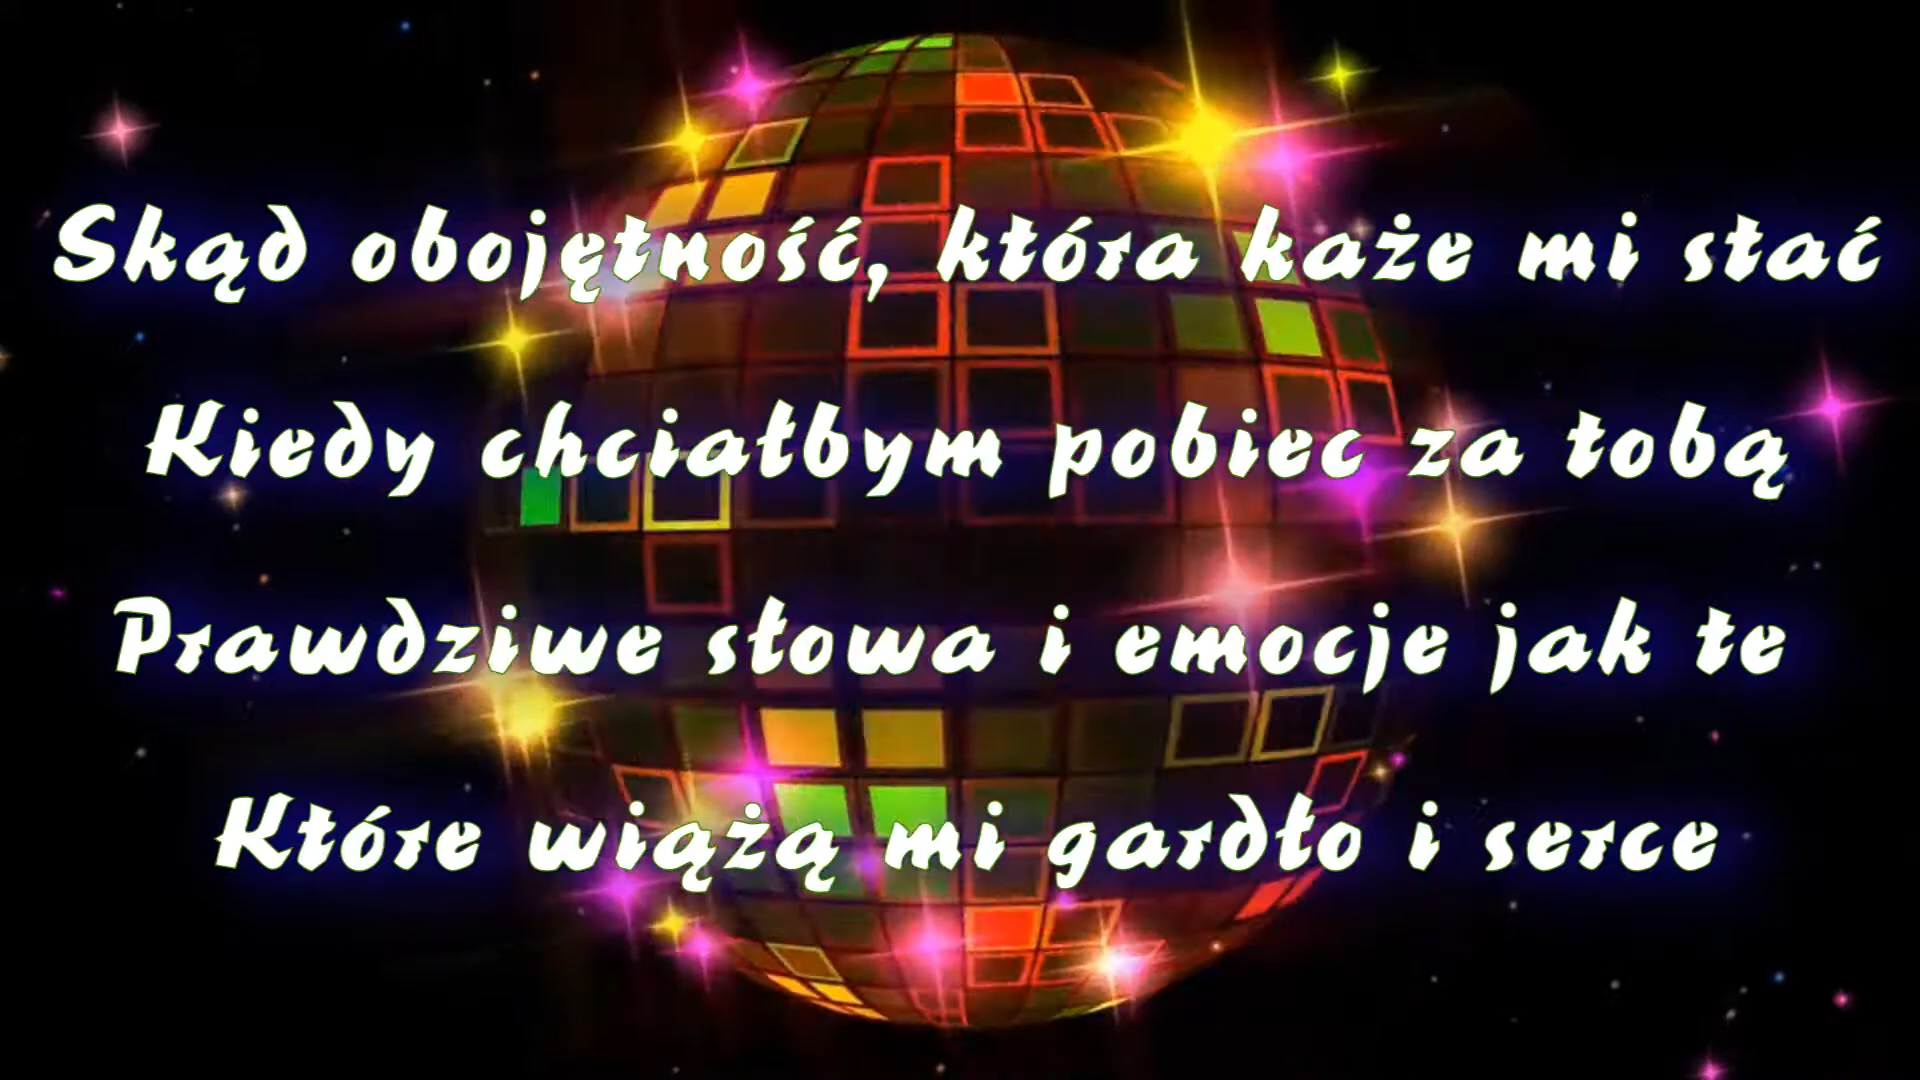 Skąd obojętność, która każe mi stać
Kiedy chciałbym pobiec za tobą
Prawdziwe słowa i emocje jak te
Które wiążą mi gardło i serce